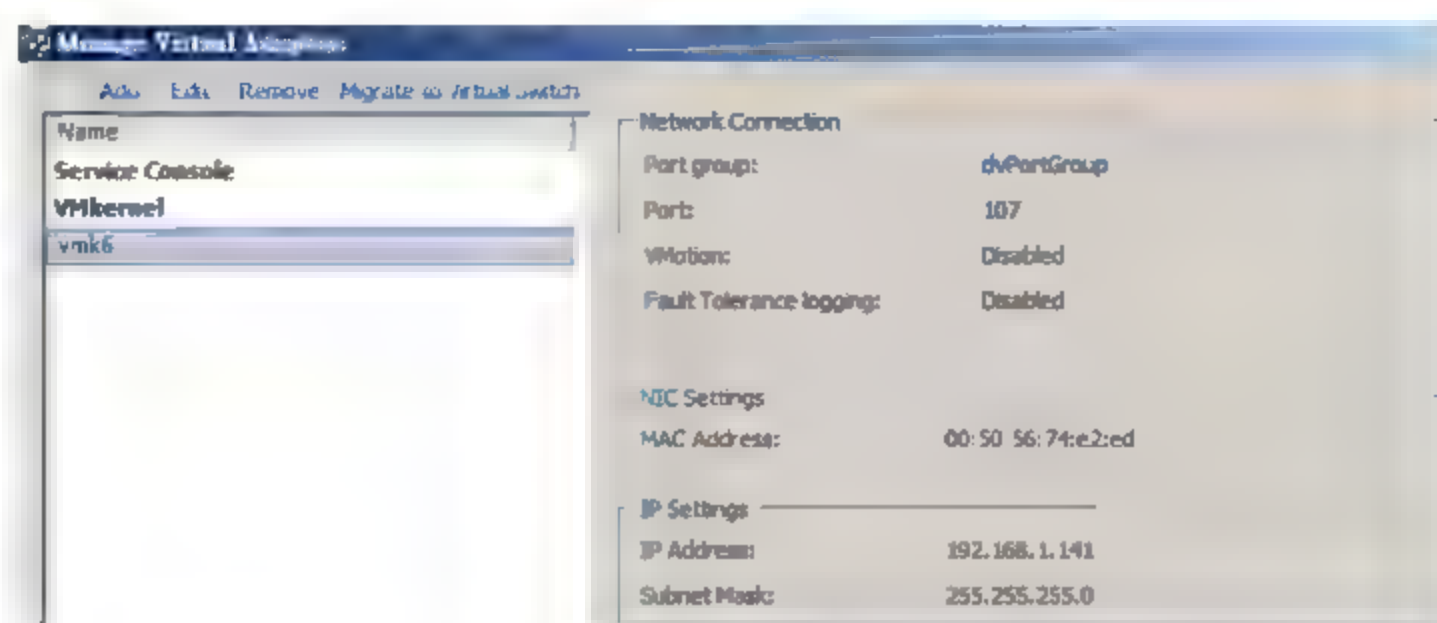 Manage Virtual Adapters
Add Edit Remove Migrate to Virtual Switch
Name
Service Console
VMkernel
vmk6
Network Connection
Port group: dvPortGroup
Port: 107
VMotion: Disabled
Fault Tolerance logging: Disabled
NIC Settings
MAC Address: 00:50:56:74:e2:ed
IP Settings
IP Address: 192.168.1.141
Subnet Mask: 255.255.255.0